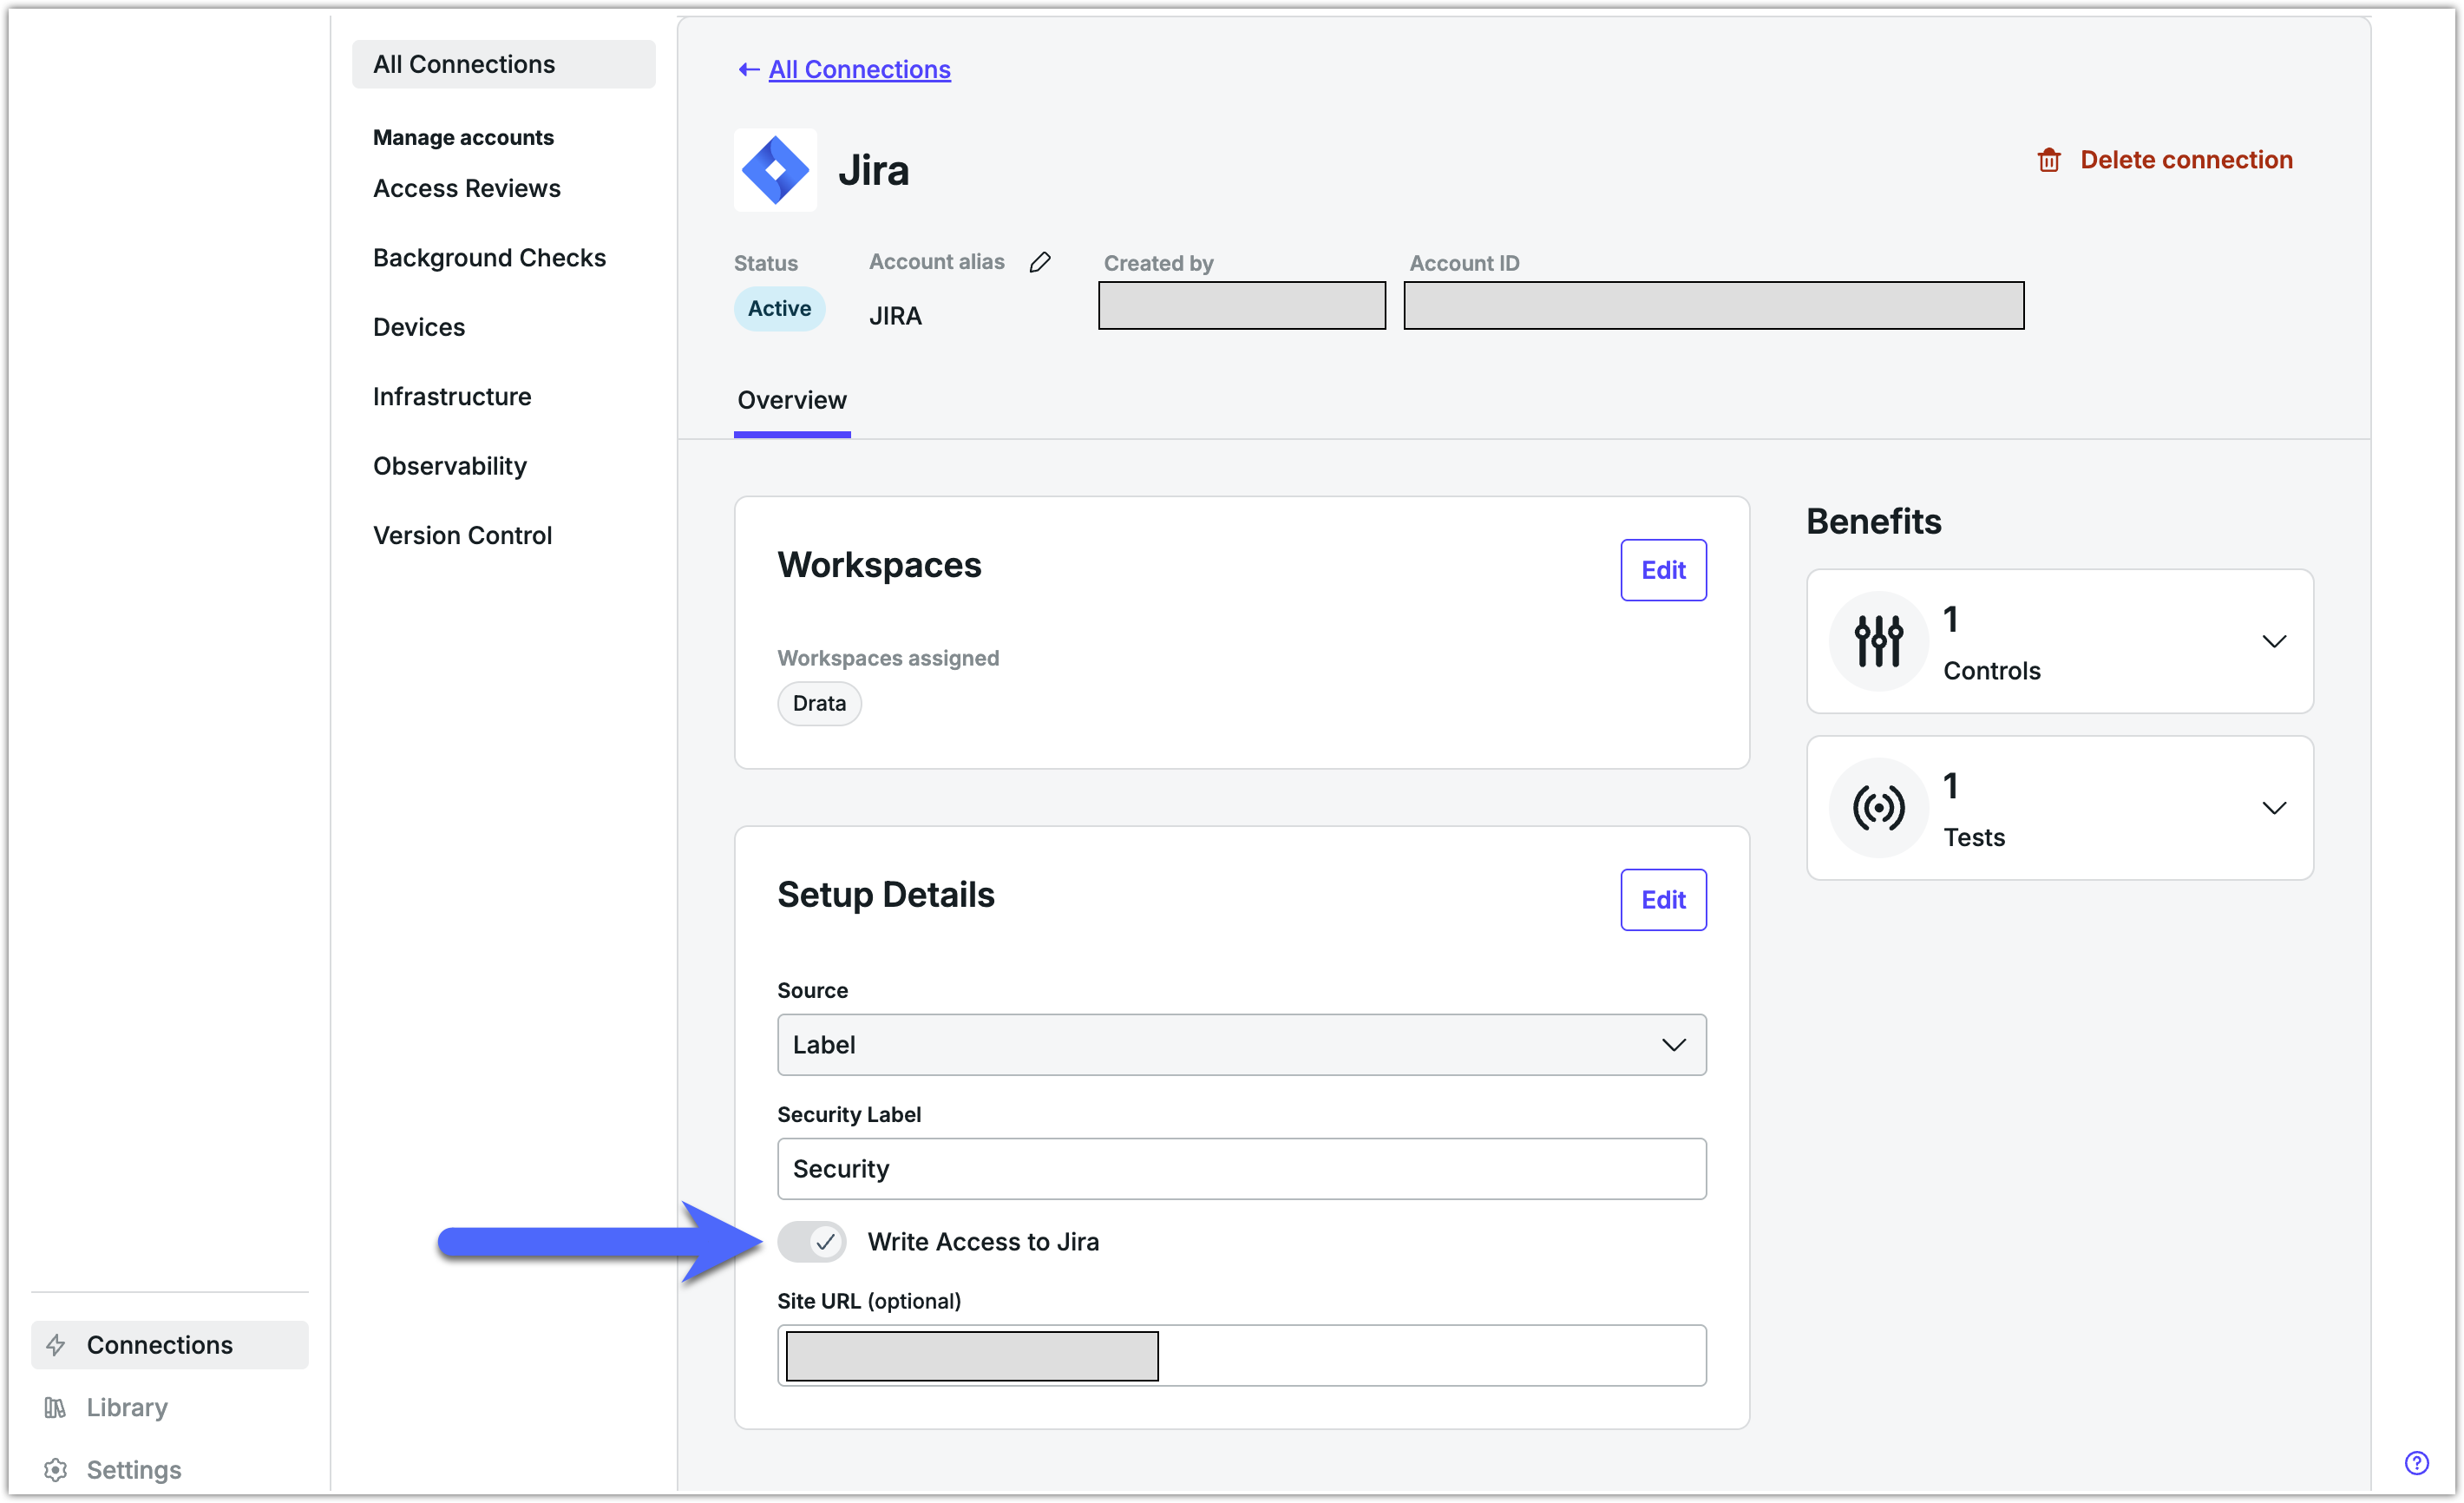 All Connections
Manage accounts
Access Reviews
Background Checks
Devices
Infrastructure
Observability
Version Control
Connections
Library
Settings
All Connections
Jira
Delete connection
Status
Account alias
Created by
Account ID
Active
JIRA
Overview
Workspaces
Edit
Workspaces assigned
Drata
Setup Details
Edit
Source
Label
Security Label
Security
Write Access to Jira
Site URL (optional)
Benefits
1
Controls
1
Tests